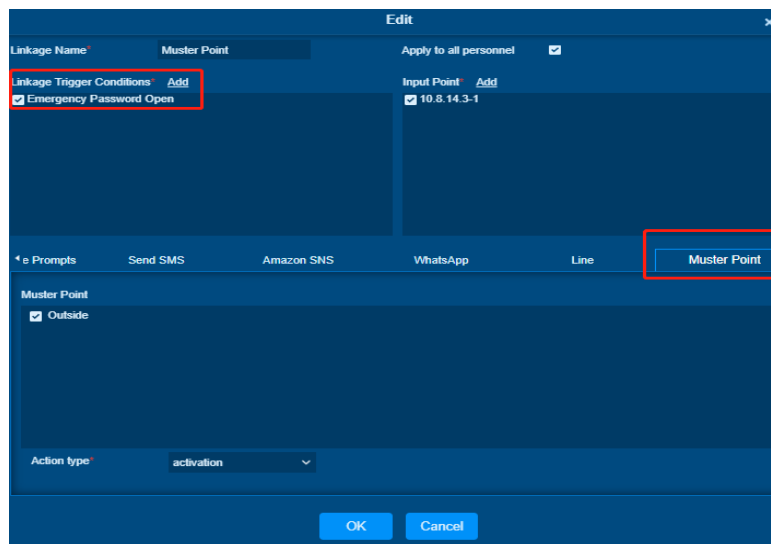 Edit
Linkage Name* Muster Point Apply to all personnel
Linkage Trigger Conditions* Add Input Point* Add
Emergency Password Open 10.8.14.3-1
e Prompts Send SMS Amazon SNS WhatsApp Line Muster Point
Muster Point
Outside
Action type* activation
OK Cancel